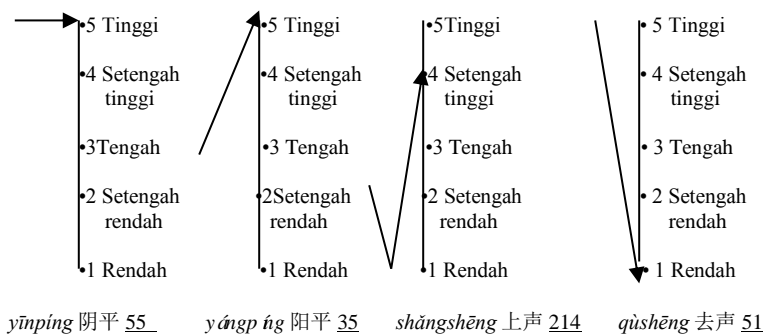 •5 Tinggi
•4 Setengah
tinggi
•3Tengah
•2 Setengah
rendah
•1 Rendah
yīnpíng 阴平 55
•5 Tinggi
•4 Setengah
tinggi
•3 Tengah
•2Setengah
rendah
•1 Rendah
yángpíng 阳平 35
•5Tinggi
•4 Setengah
tinggi
•3 Tengah
•2 Setengah
rendah
•1 Rendah
shǎngshēng 上声 214
•5 Tinggi
•4 Setengah
tinggi
•3 Tengah
•2 Setengah
rendah
•1 Rendah
qùshēng 去声 51